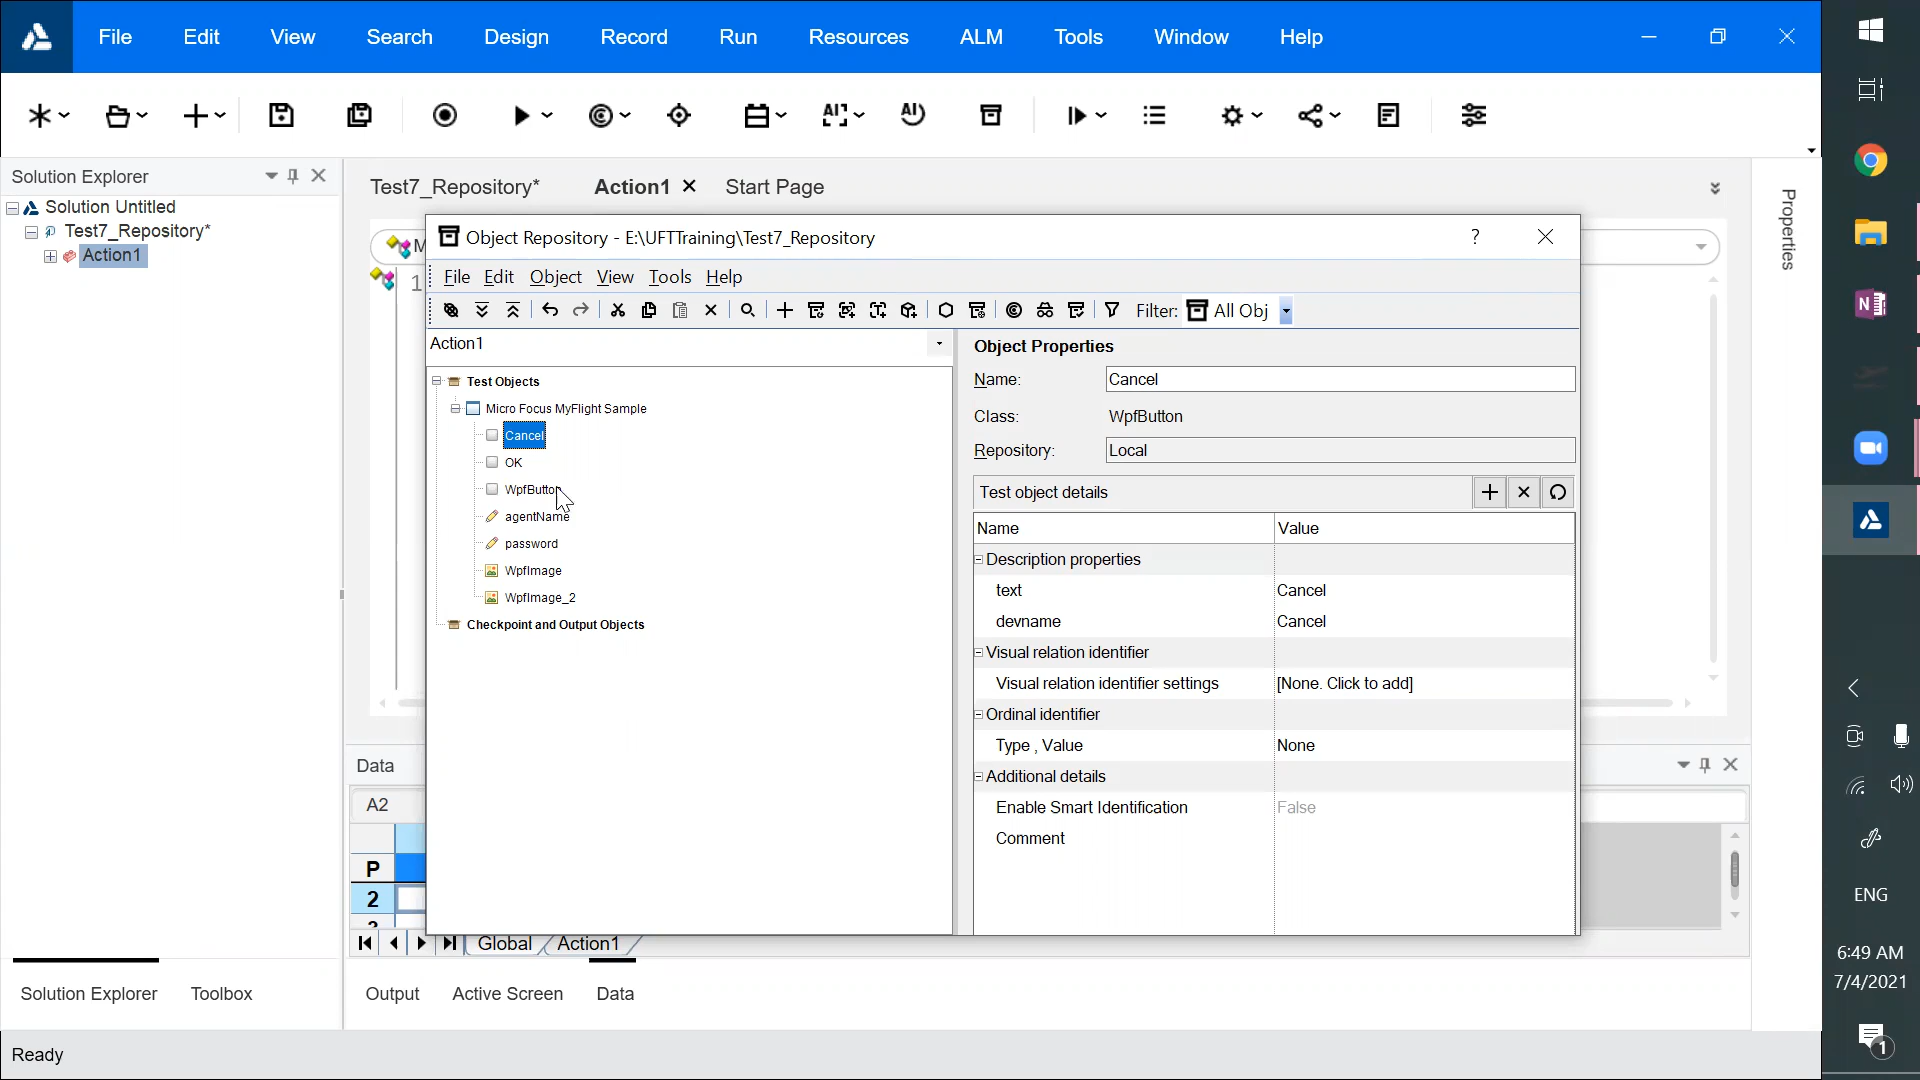 File Edit View Search Design Record Run Resources ALM Tools Window Help
Solution Explorer
Solution Untitled
Test7_Repository*
Action1
Test7_Repository* Action1 Start Page
Properties
M
1
Object Repository - E:\UFTTraining\Test7_Repository
?
File Edit Object View Tools Help
Filter: All Obj
Action1
Test Objects
Micro Focus MyFlight Sample
Cancel
OK
WpfButton
agentName
password
WpfImage
WpfImage_2
Checkpoint and Output Objects
Object Properties
Name: Cancel
Class: WpfButton
Repository: Local
Test object details
Name Value
Description properties
text Cancel
devname Cancel
Visual relation identifier
Visual relation identifier settings [None. Click to add]
Ordinal identifier
Type , Value None
Additional details
Enable Smart Identification False
Comment
Data
A2
P
2
Global Action1
Solution Explorer Toolbox
Output Active Screen Data
Ready
ENG
6:49 AM
7/4/2021
1